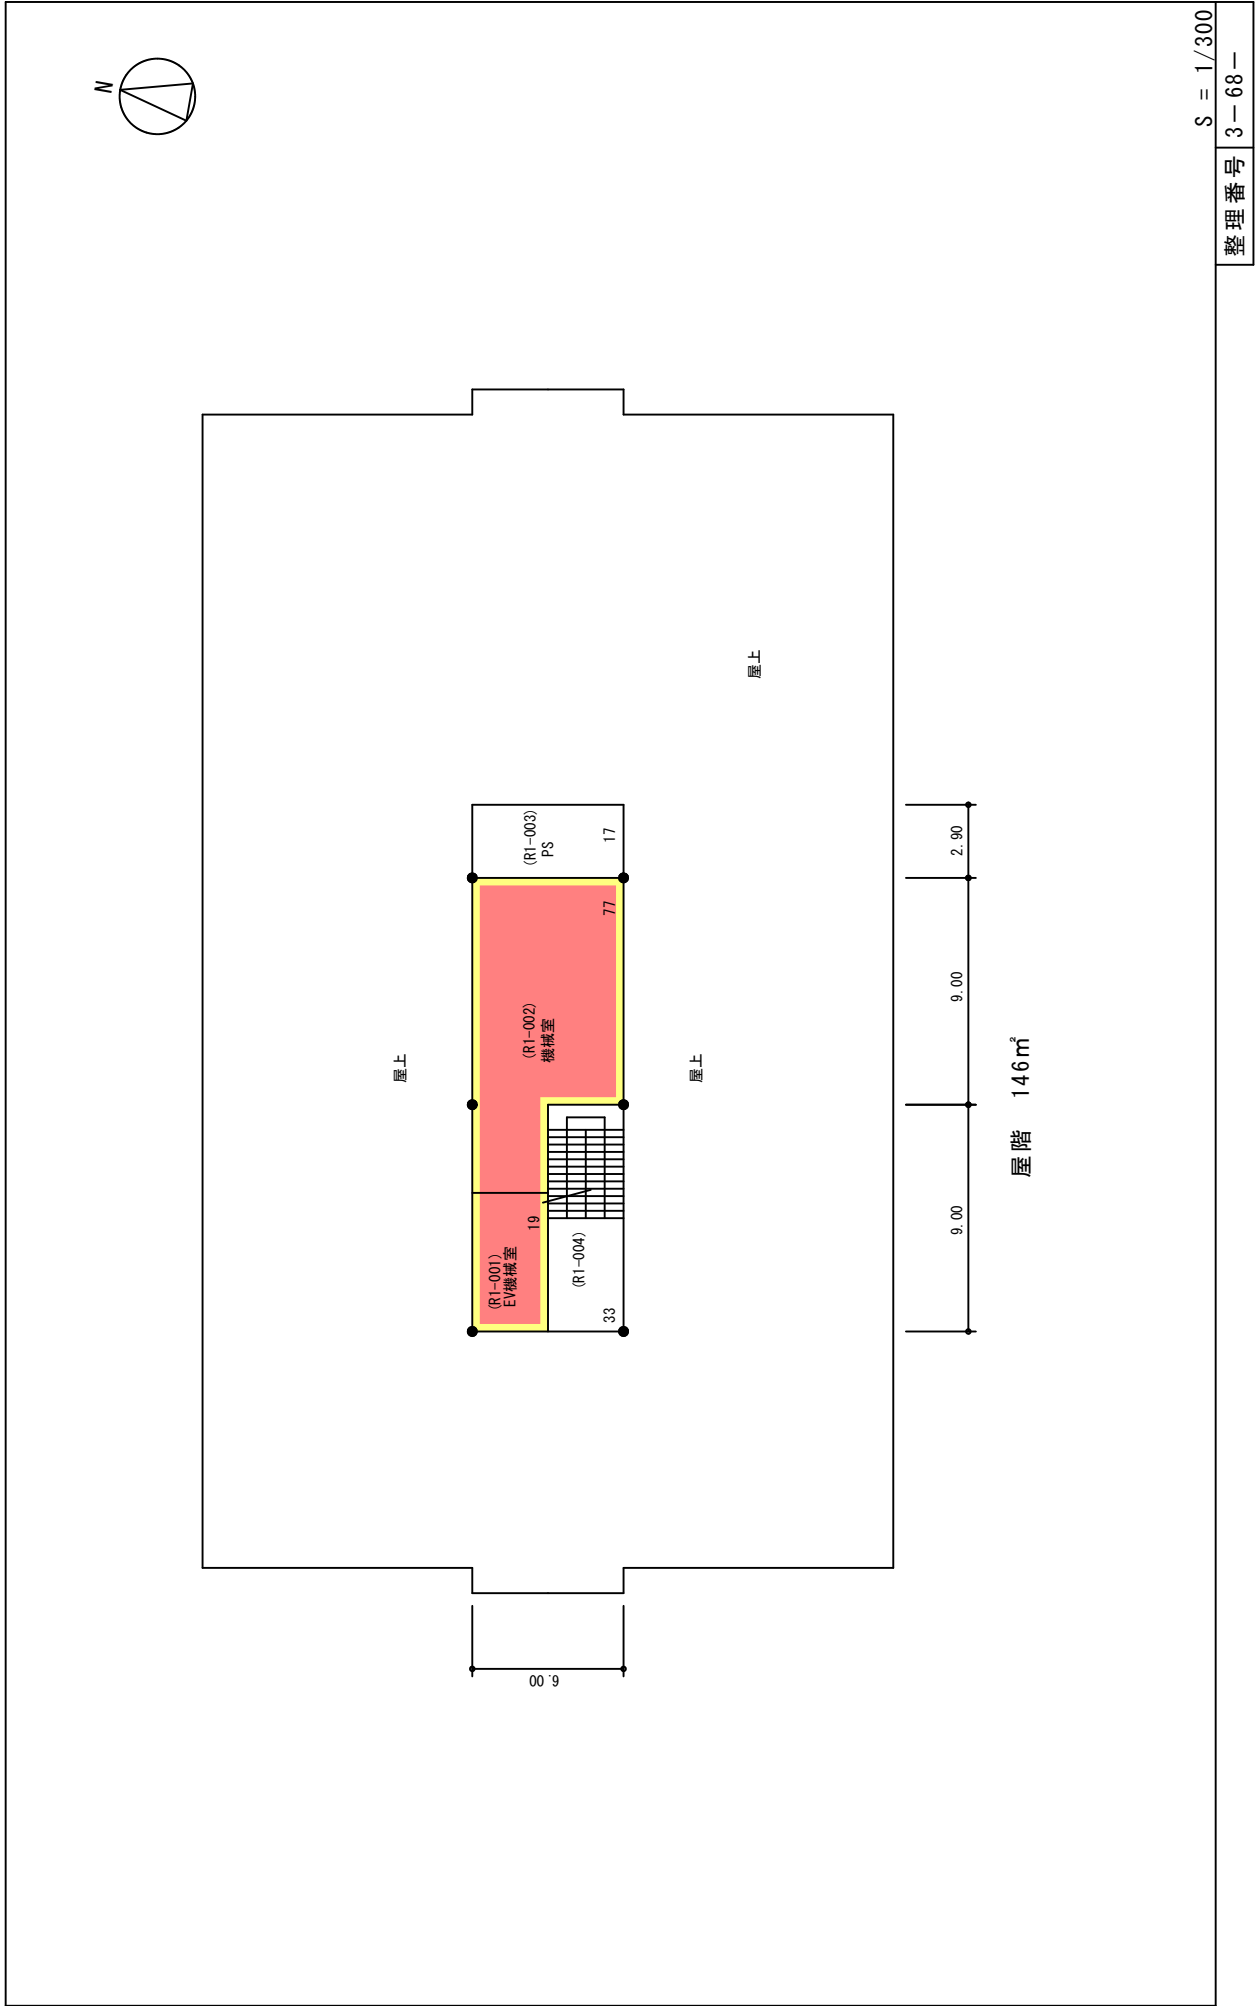 N
S = 1/300
整理番号 3－68－
屋上
屋上
屋上
(R1-001)
EV機械室
19
(R1-002)
機械室
77
(R1-003)
PS
17
(R1-004)
33
6.00
9.00
9.00
2.90
屋階 146㎡